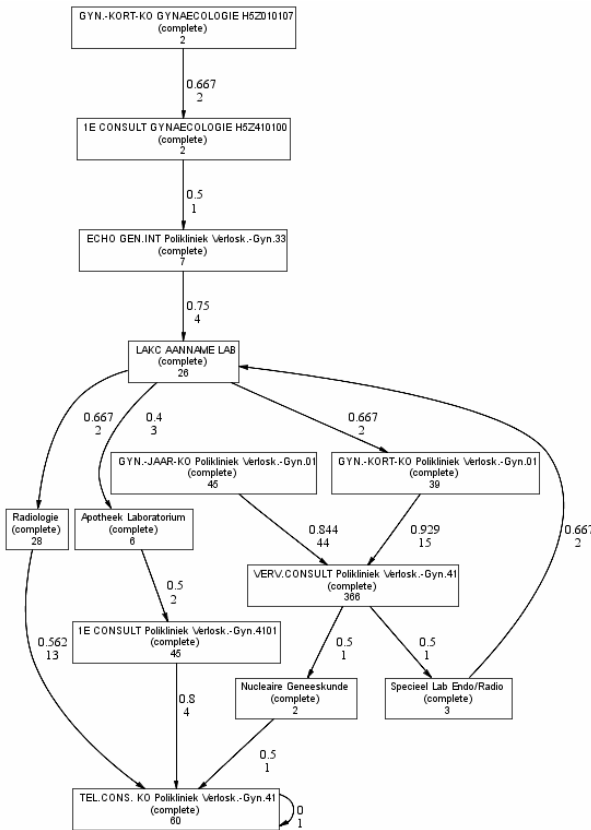 GYN.-KORT-KO GYNAECOLOGIE H5Z010107
(complete)
2
0.667
2
1E CONSULT GYNAECOLOGIE H5Z410100
(complete)
2
0.5
1
ECHO GEN.INT Polikliniek Verlosk.-Gyn.33
(complete)
7
0.75
4
LAKC AANNAME LAB
(complete)
26
0.667
2
0.4
3
0.667
2
GYN.-JAAR-KO Polikliniek Verlosk.-Gyn.01
(complete)
45
GYN.-KORT-KO Polikliniek Verlosk.-Gyn.01
(complete)
39
Radiologie
(complete)
28
Apotheek Laboratorium
(complete)
6
0.844
44
0.929
15
0.667
2
VERV.CONSULT Polikliniek Verlosk.-Gyn.41
(complete)
366
0.5
2
1E CONSULT Polikliniek Verlosk.-Gyn.4101
(complete)
45
0.562
13
0.5
1
0.5
1
0.8
4
Nucleaire Geneeskunde
(complete)
2
Specieel Lab Endo/Radio
(complete)
3
0.5
1
TEL.CONS. KO Polikliniek Verlosk.-Gyn.41
(complete)
60
0
1